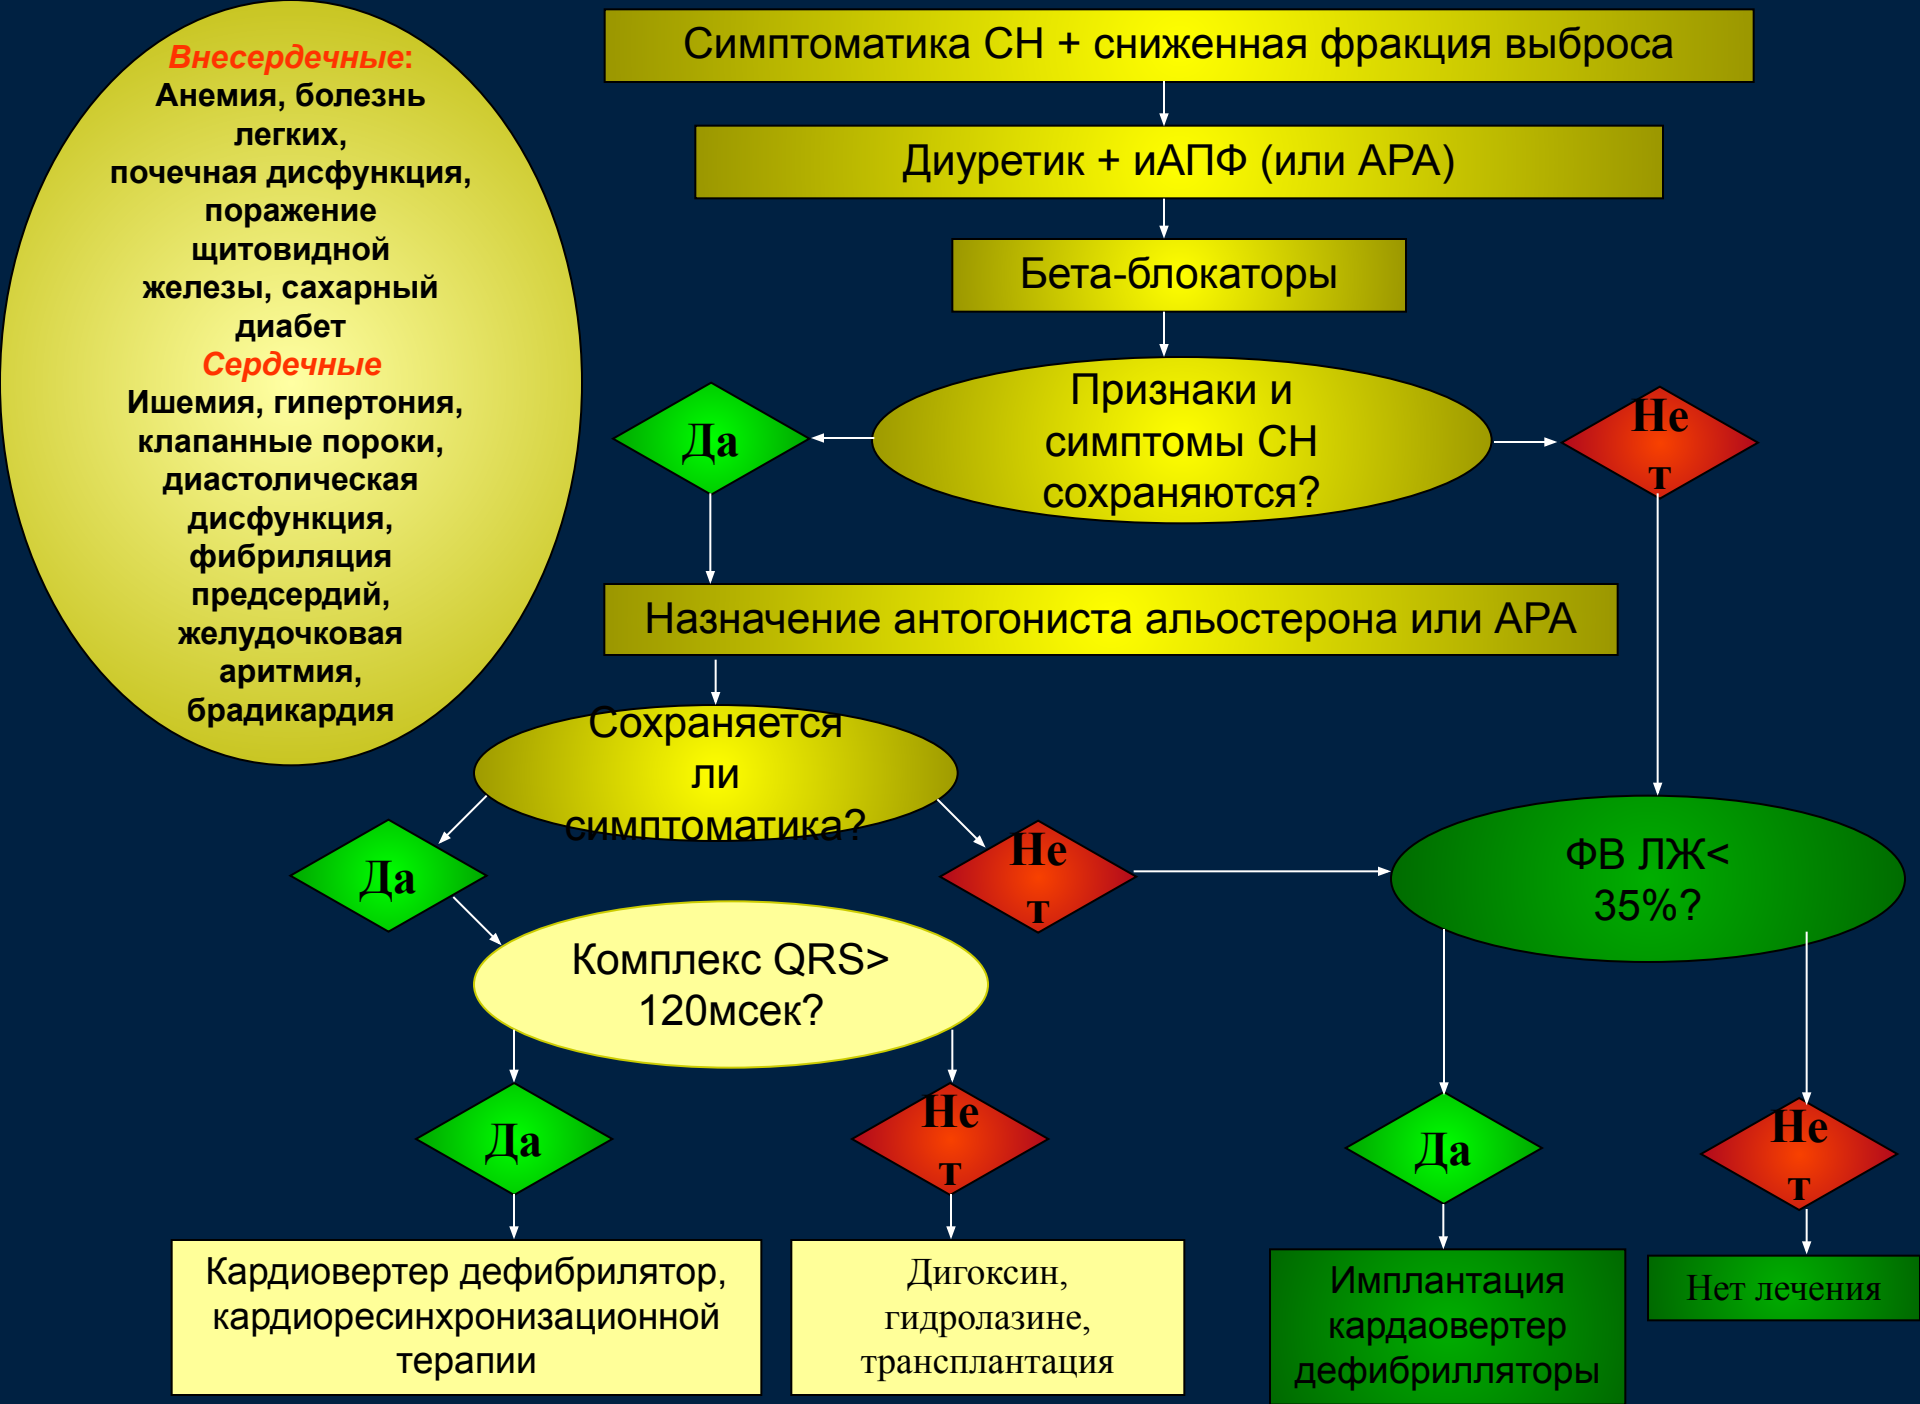 Внесердечные:
Анемия, болезнь
легких,
почечная дисфункция,
поражение
щитовидной
железы, сахарный
диабет
Сердечные
Ишемия, гипертония,
клапанные пороки,
диастолическая
дисфункция,
фибриляция
предсердий,
желудочковая
аритмия,
брадикардия
Симптоматика СН + сниженная фракция выброса
Диуретик + иАПФ (или АРА)
Бета-блокаторы
Признаки и
симптомы СН
сохраняются?
Да
Не
т
Назначение антогониста альостерона или АРА
Сохраняется
ли
симптоматика?
Да
Не
т
ФВ ЛЖ<
35%?
Комплекс QRS>
120мсек?
Да
Не
т
Да
Не
т
Кардиовертер дефибрилятор,
кардиоресинхронизационной
терапии
Дигоксин,
гидролазине,
трансплантация
Имплантация
кардаовертер
дефибрилляторы
Нет лечения